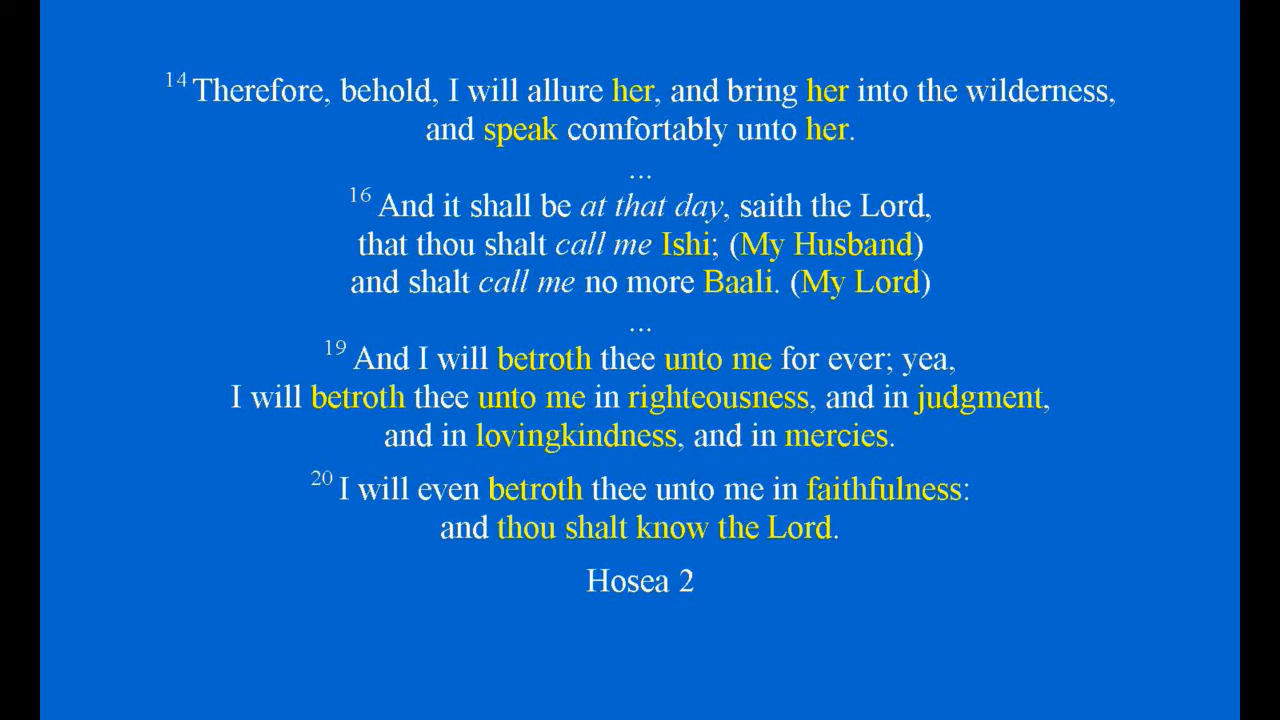 14 Therefore, behold, I will allure her, and bring her into the wilderness,
and speak comfortably unto her.
...
16 And it shall be at that day, saith the Lord,
that thou shalt call me Ishi; (My Husband)
and shalt call me no more Baali. (My Lord)
...
19 And I will betroth thee unto me for ever; yea,
I will betroth thee unto me in righteousness, and in judgment,
and in lovingkindness, and in mercies.
20 I will even betroth thee unto me in faithfulness:
and thou shalt know the Lord.
Hosea 2